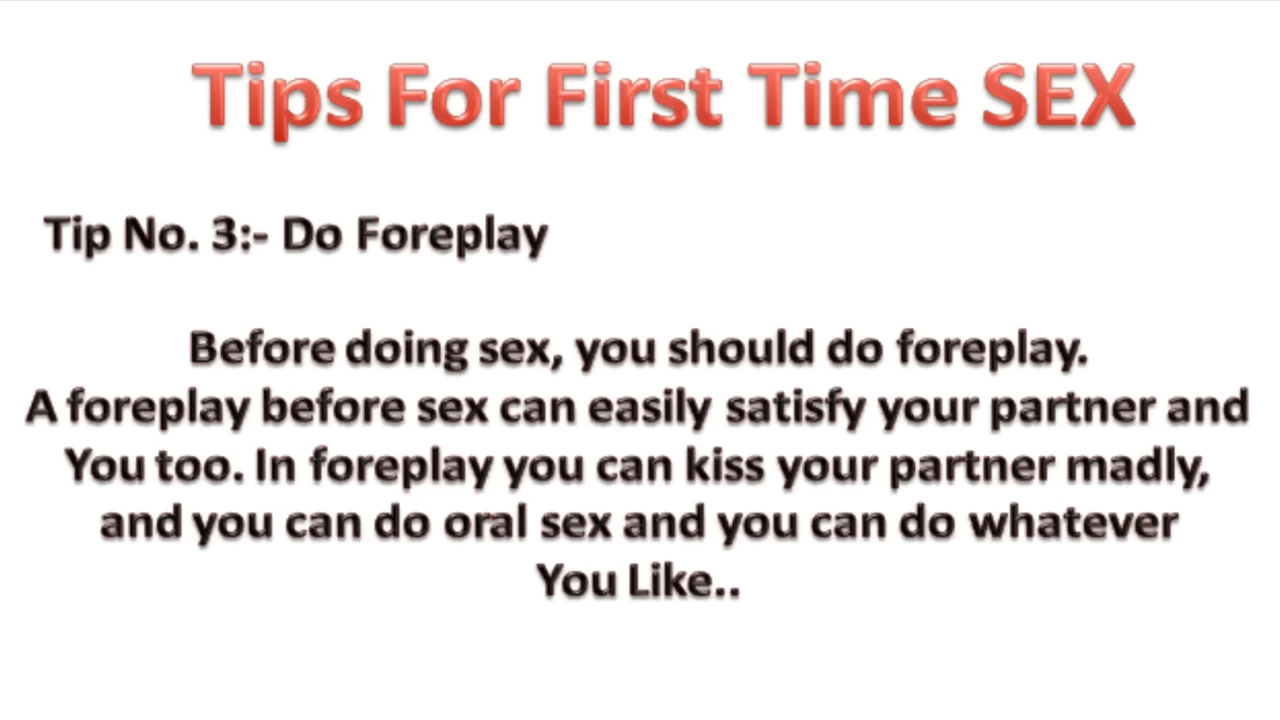 Tips For First Time SEX
Tip No. 3:- Do Foreplay
Before doing sex, you should do foreplay.
A foreplay before sex can easily satisfy your partner and
You too. In foreplay you can kiss your partner madly,
and you can do oral sex and you can do whatever
You Like..